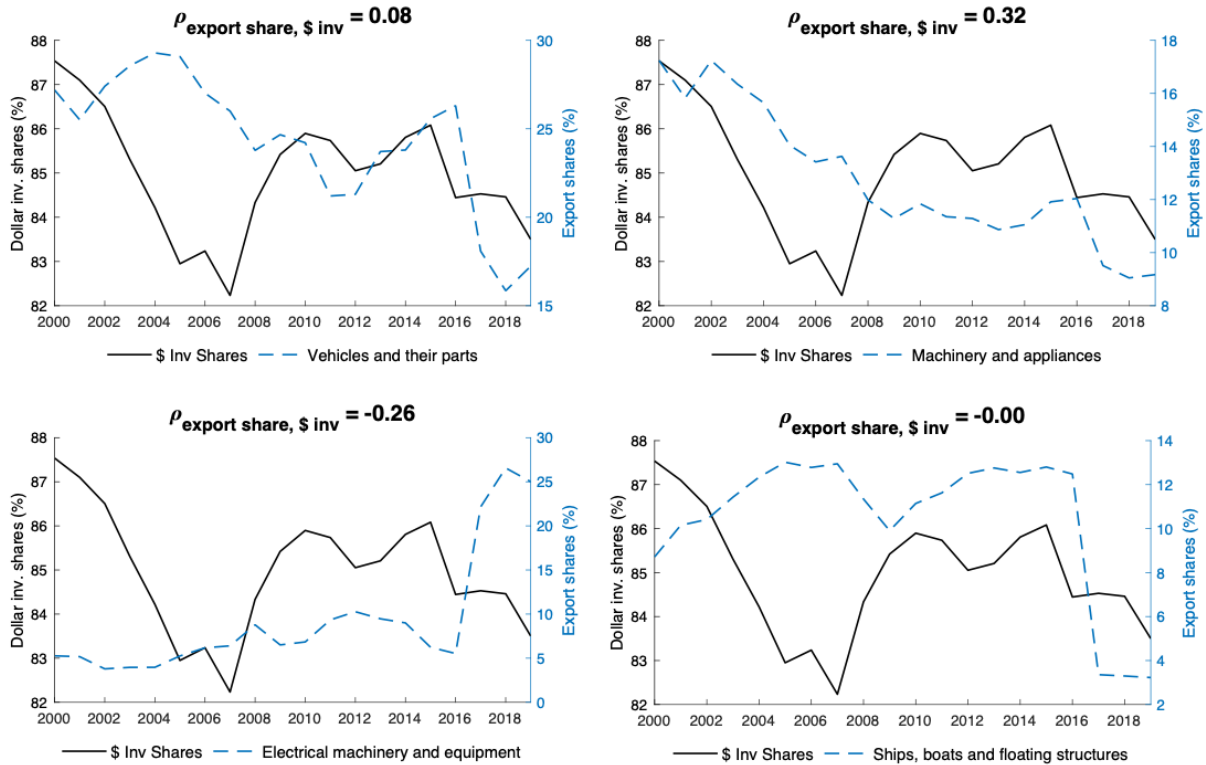 ρ export share, $ inv = 0.08
88
87
86
85
84
83
82
Dollar inv. shares (%)
30
25
20
15
Export shares (%)
2000 2002 2004 2006 2008 2010 2012 2014 2016 2018
$ Inv Shares Vehicles and their parts
ρ export share, $ inv = 0.32
88
87
86
85
84
83
82
Dollar inv. shares (%)
18
16
14
12
10
8
Export shares (%)
2000 2002 2004 2006 2008 2010 2012 2014 2016 2018
$ Inv Shares Machinery and appliances
ρ export share, $ inv = -0.26
88
87
86
85
84
83
82
Dollar inv. shares (%)
30
25
20
15
10
5
0
Export shares (%)
2000 2002 2004 2006 2008 2010 2012 2014 2016 2018
$ Inv Shares Electrical machinery and equipment
ρ export share, $ inv = -0.00
88
87
86
85
84
83
82
Dollar inv. shares (%)
14
12
10
8
6
4
2
Export shares (%)
2000 2002 2004 2006 2008 2010 2012 2014 2016 2018
$ Inv Shares Ships, boats and floating structures